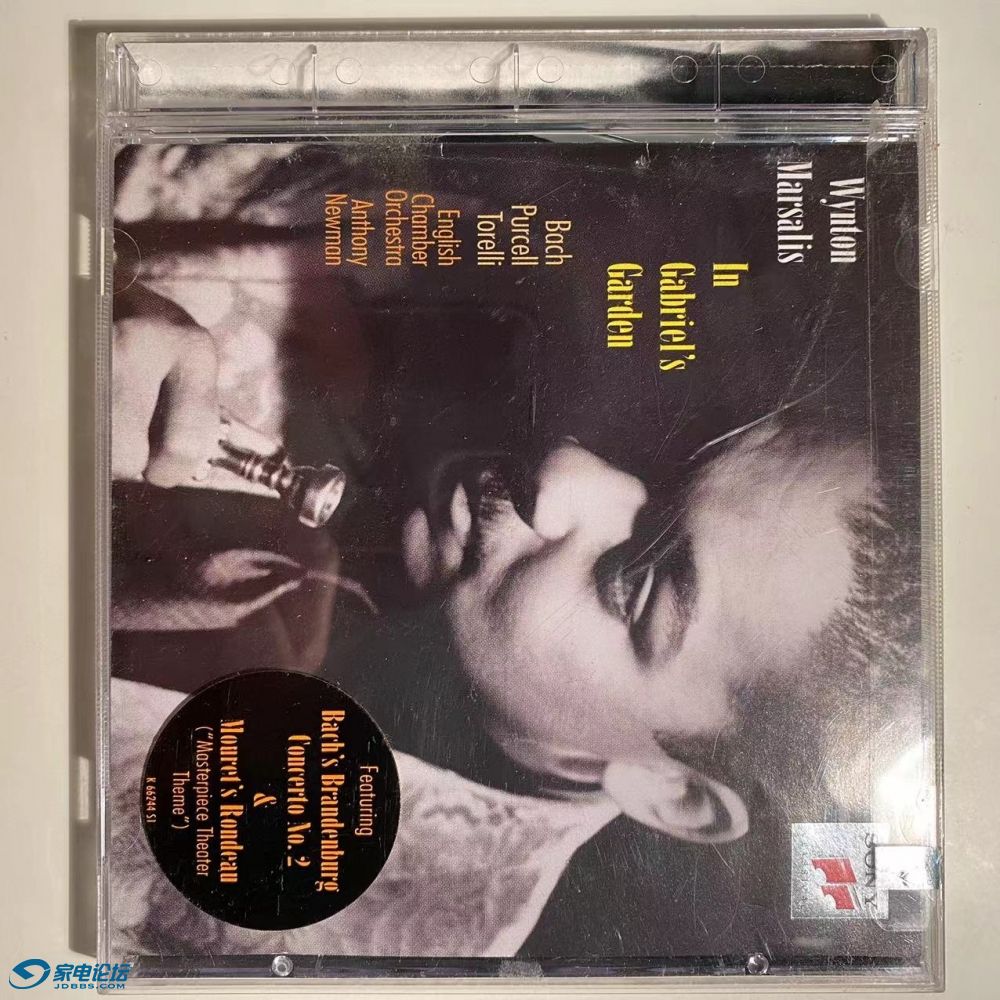 Wynton
Marsalis
In
Gabriel's
Garden
Bach
Purcell
Torelli
English
Chamber
Orchestra
Anthony
Newman
Featuring
Bach's Brandenburg
Concerto No. 2
&
Mouret's Rondeau
("Masterpiece Theater
Theme")
K 66244 S1
SONY
家电论坛
JDBBS.COM